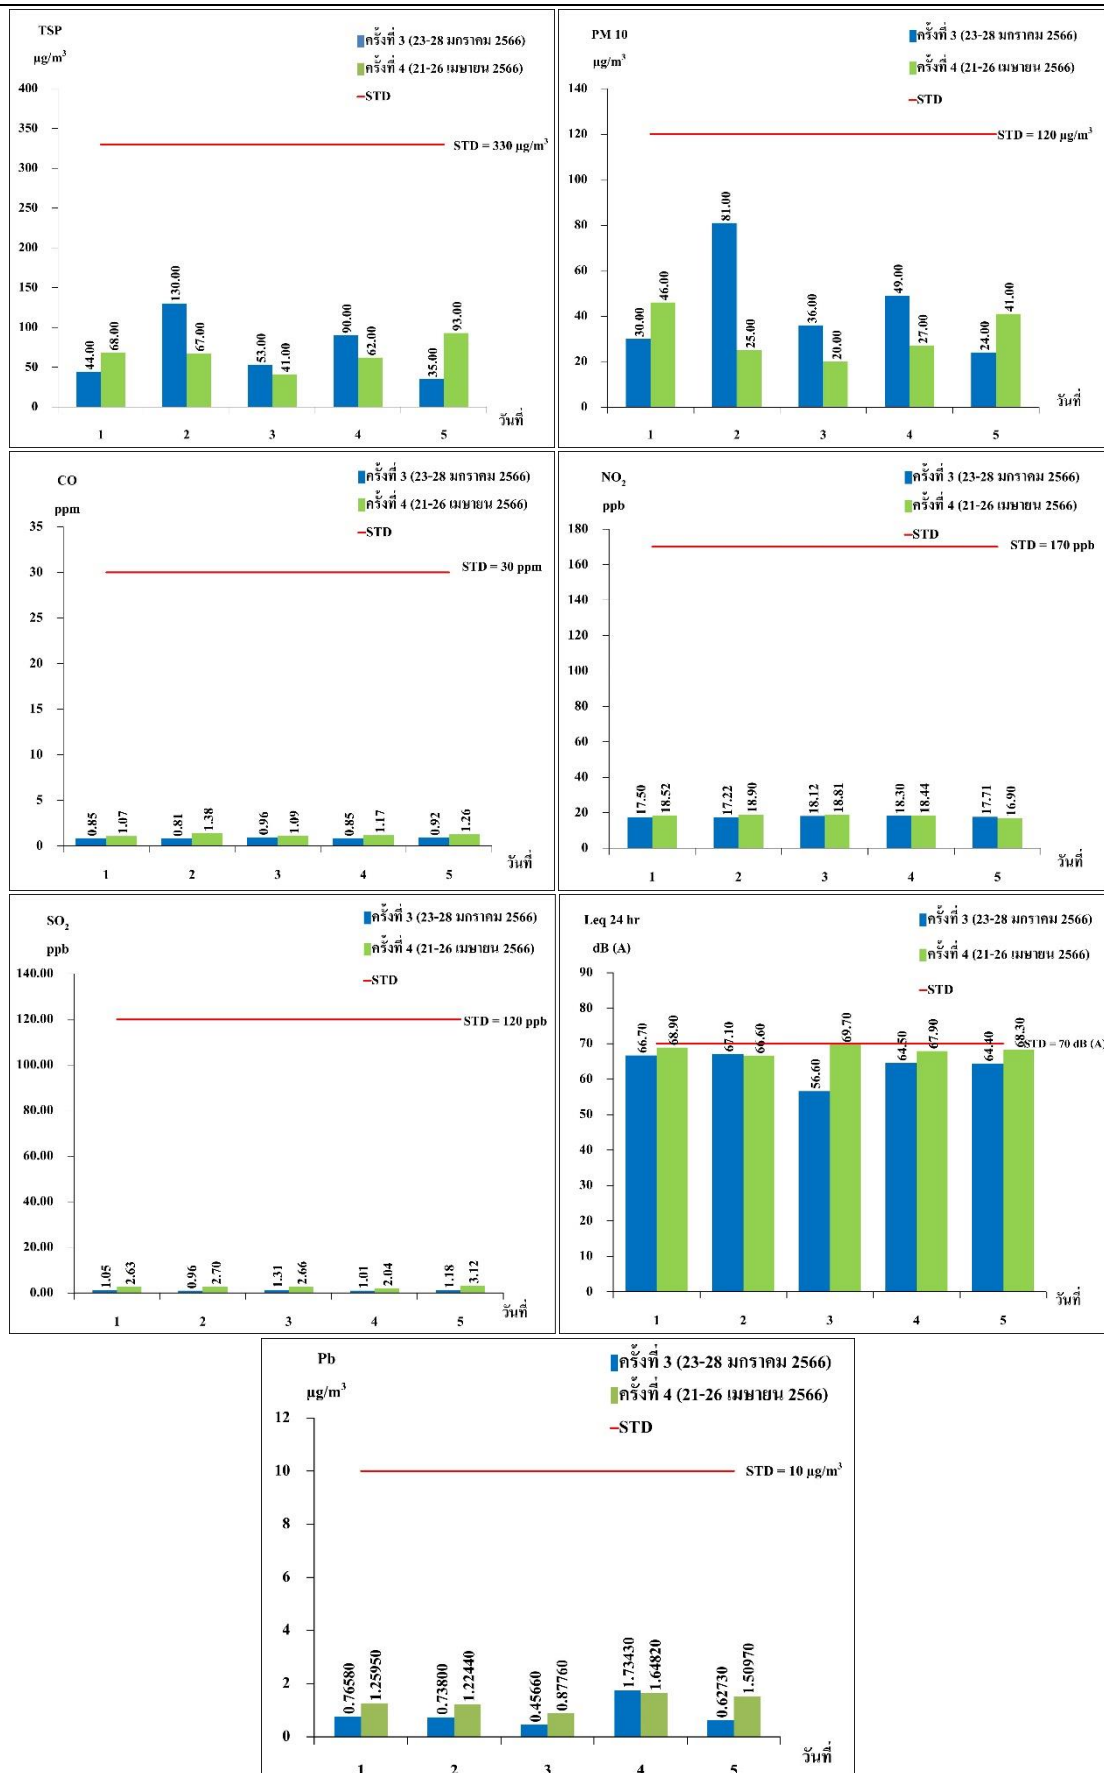 TSP
µg/m³
ครั้งที่ 3 (23-28 มกราคม 2566)
ครั้งที่ 4 (21-26 เมษายน 2566)
STD
400
350
300
250
200
150
100
50
0
STD = 330 µg/m³
44.00 68.00 130.00 67.00 53.00 41.00 90.00 62.00 35.00 93.00
1 2 3 4 5
วันที่
PM 10
µg/m³
ครั้งที่ 3 (23-28 มกราคม 2566)
ครั้งที่ 4 (21-26 เมษายน 2566)
STD
140
120
100
80
60
40
20
0
STD = 120 µg/m³
30.00 46.00 81.00 25.00 36.00 20.00 49.00 27.00 24.00 41.00
1 2 3 4 5
วันที่
CO
ppm
ครั้งที่ 3 (23-28 มกราคม 2566)
ครั้งที่ 4 (21-26 เมษายน 2566)
STD
35
30
25
20
15
10
5
0
STD = 30 ppm
0.85 1.07 0.81 1.38 0.96 1.09 0.85 1.17 0.92 1.26
1 2 3 4 5
วันที่
NO₂
ppb
ครั้งที่ 3 (23-28 มกราคม 2566)
ครั้งที่ 4 (21-26 เมษายน 2566)
STD
180
160
140
120
100
80
60
40
20
0
STD = 170 ppb
17.50 18.52 17.22 18.90 18.12 18.81 18.30 18.44 17.71 16.90
1 2 3 4 5
วันที่
SO₂
ppb
ครั้งที่ 3 (23-28 มกราคม 2566)
ครั้งที่ 4 (21-26 เมษายน 2566)
STD
140.00
120.00
100.00
80.00
60.00
40.00
20.00
0.00
STD = 120 ppb
1.05 2.63 0.96 2.70 1.31 2.66 1.01 2.04 1.18 3.12
1 2 3 4 5
วันที่
Leq 24 hr
dB (A)
ครั้งที่ 3 (23-28 มกราคม 2566)
ครั้งที่ 4 (21-26 เมษายน 2566)
STD
90
80
70
60
50
40
30
20
10
0
STD = 70 dB (A)
66.70 68.90 67.10 66.60 56.60 69.70 64.50 67.90 64.40 68.30
1 2 3 4 5
วันที่
Pb
µg/m³
ครั้งที่ 3 (23-28 มกราคม 2566)
ครั้งที่ 4 (21-26 เมษายน 2566)
STD
12
10
8
6
4
2
0
STD = 10 µg/m³
0.76580 1.25950 0.73800 1.22440 0.45660 0.87760 1.73430 1.64820 0.62730 1.50970
1 2 3 4 5
วันที่